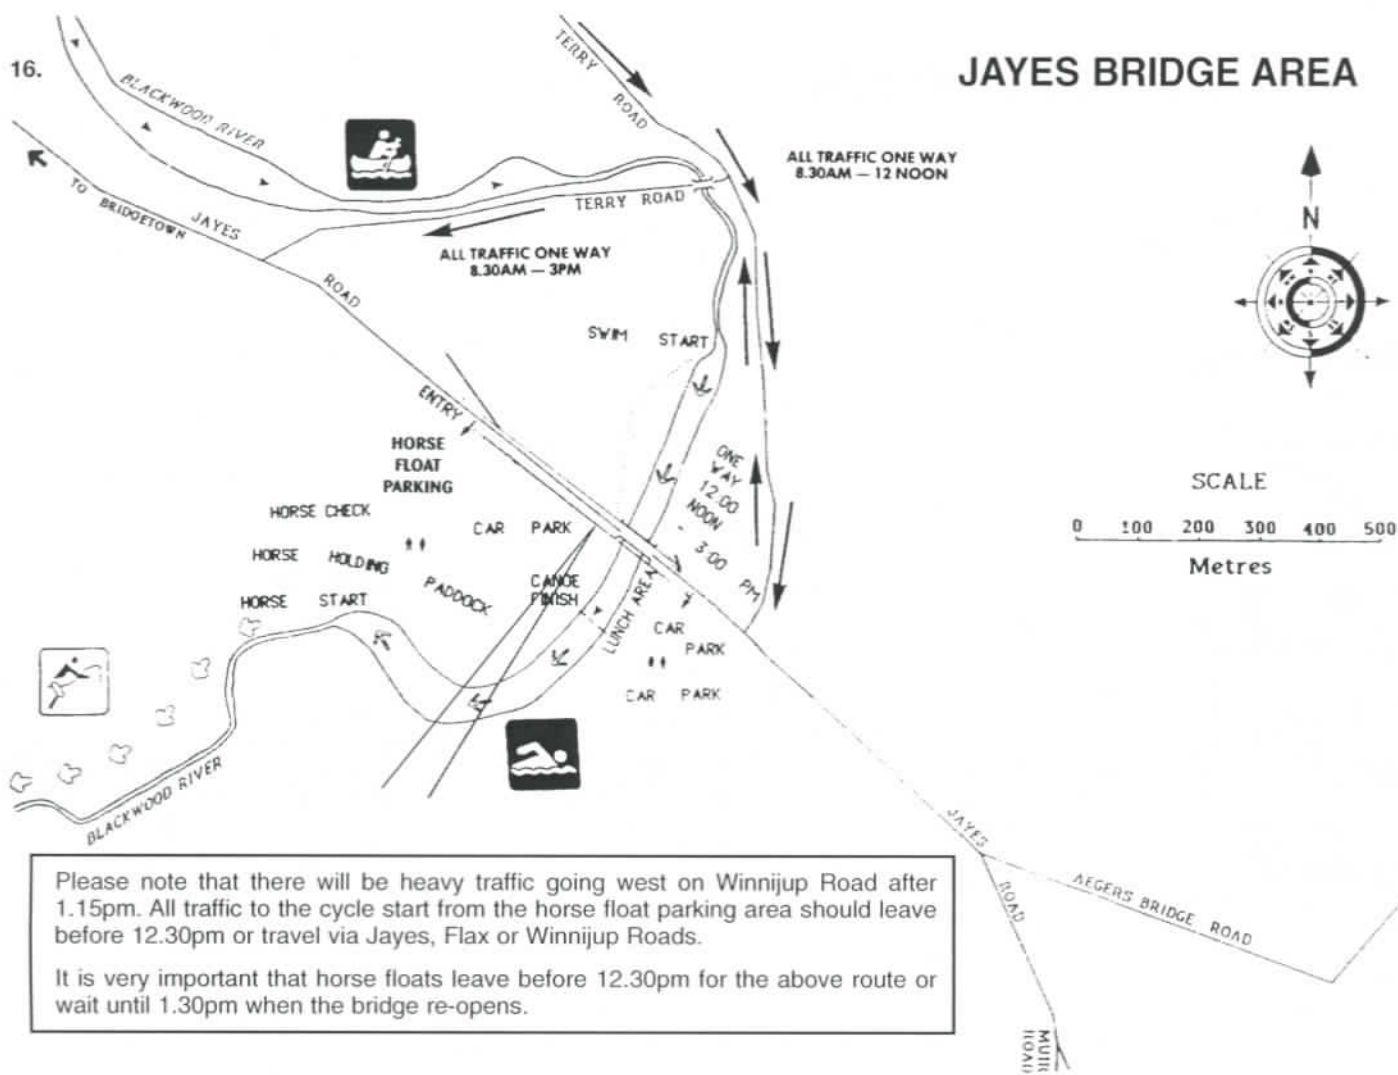 16.
JAYES BRIDGE AREA
TERRY
ROAD
BLACKWOOD RIVER
ALL TRAFFIC ONE WAY
8.30AM — 12 NOON
N
TO BRIDGETOWN
JAYES
ROAD
TERRY ROAD
ALL TRAFFIC ONE WAY
8.30AM — 3PM
SWIM START
ENTRY
HORSE
FLOAT
PARKING
ONE
WAY
12.00
NOON
-
3.00
PM
SCALE
0 100 200 300 400 500
Metres
HORSE CHECK
CAR PARK
HORSE HOLDING PADDOCK
CANOE
FINISH
HORSE START
LUNCH AREA
CAR
PARK
CAR PARK
BLACKWOOD RIVER
JAYES
ROAD
AEGERS BRIDGE ROAD
MUIR
ROAD
Please note that there will be heavy traffic going west on Winnijup Road after
1.15pm. All traffic to the cycle start from the horse float parking area should leave
before 12.30pm or travel via Jayes, Flax or Winnijup Roads.
It is very important that horse floats leave before 12.30pm for the above route or
wait until 1.30pm when the bridge re-opens.